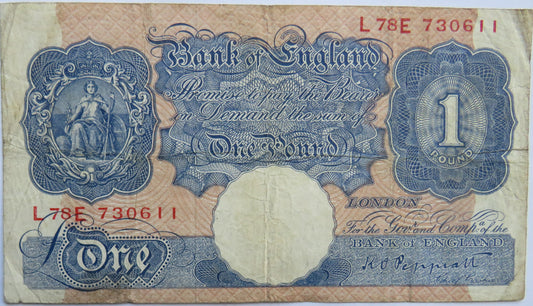 L78E 730611
Bank of England
Promise to pay the Bearer
on Demand the sum of
One Pound
1
POUND
LONDON
For the Govr and Compa of the
BANK OF ENGLAND
K O Peppiatt
L78E 730611
One